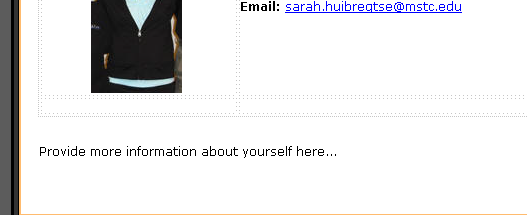 Email: sarah.huibregtse@mstc.edu
Provide more information about yourself here...